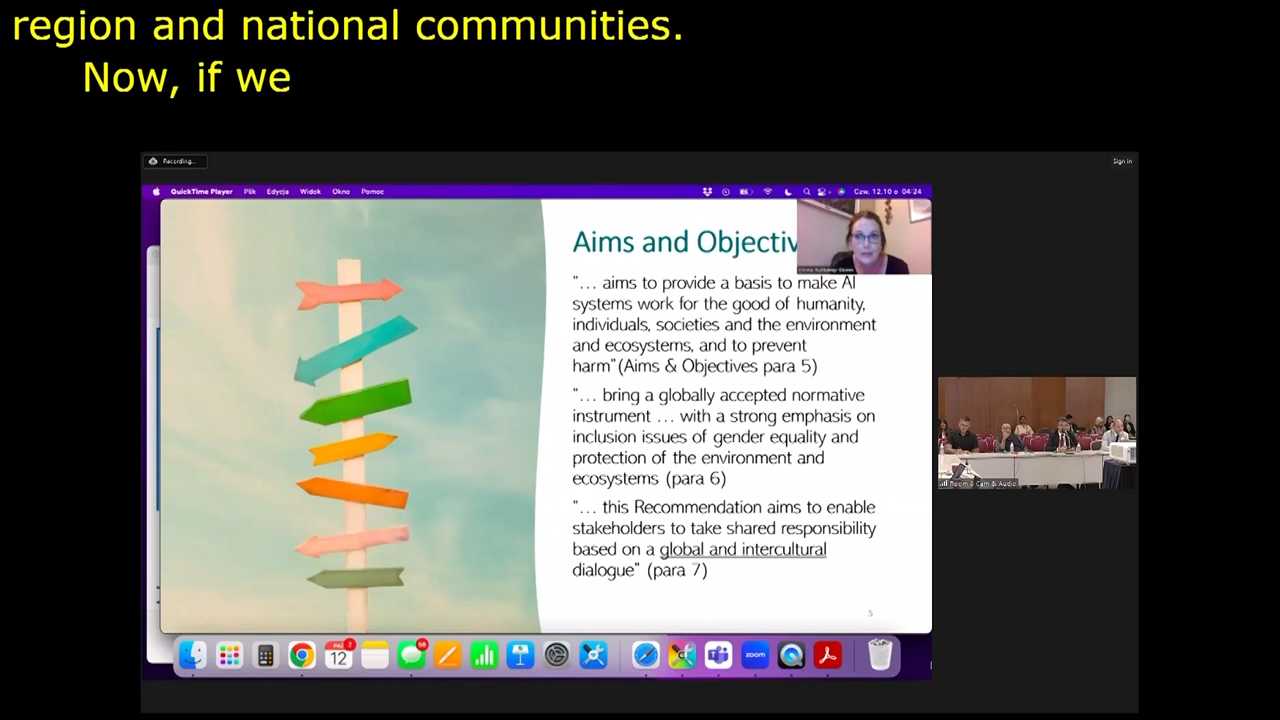 region and national communities.
Now, if we
Recording...
Sign in
QuickTime Player Plik Edycja Widok Okno Pomoc
Czw. 12.10 o 04:24
Aims and Objectiv
"... aims to provide a basis to make AI
systems work for the good of humanity,
individuals, societies and the environment
and ecosystems, and to prevent
harm"(Aims & Objectives para 5)
"... bring a globally accepted normative
instrument ... with a strong emphasis on
inclusion issues of gender equality and
protection of the environment and
ecosystems (para 6)
"... this Recommendation aims to enable
stakeholders to take shared responsibility
based on a global and intercultural
dialogue" (para 7)
5
12
zoom